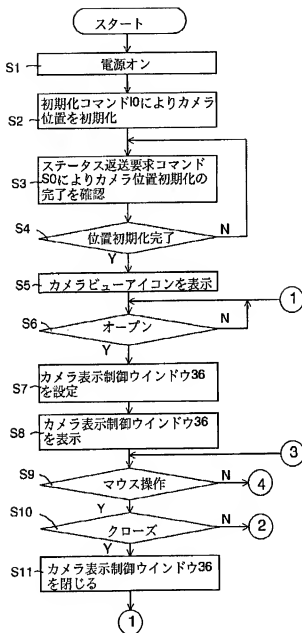 スタート
S1
電源オン
S2
初期化コマンドI0によりカメラ
位置を初期化
S3
ステータス返送要求コマンド
S0によりカメラ位置初期化の
完了を確認
S4
位置初期化完了
N
Y
S5
カメラビューアイコンを表示
1
S6
オープン
N
Y
S7
カメラ表示制御ウインドウ36
を設定
S8
カメラ表示制御ウインドウ36
を表示
3
S9
マウス操作
N
4
Y
S10
クローズ
N
2
Y
S11
カメラ表示制御ウインドウ36
を閉じる
1